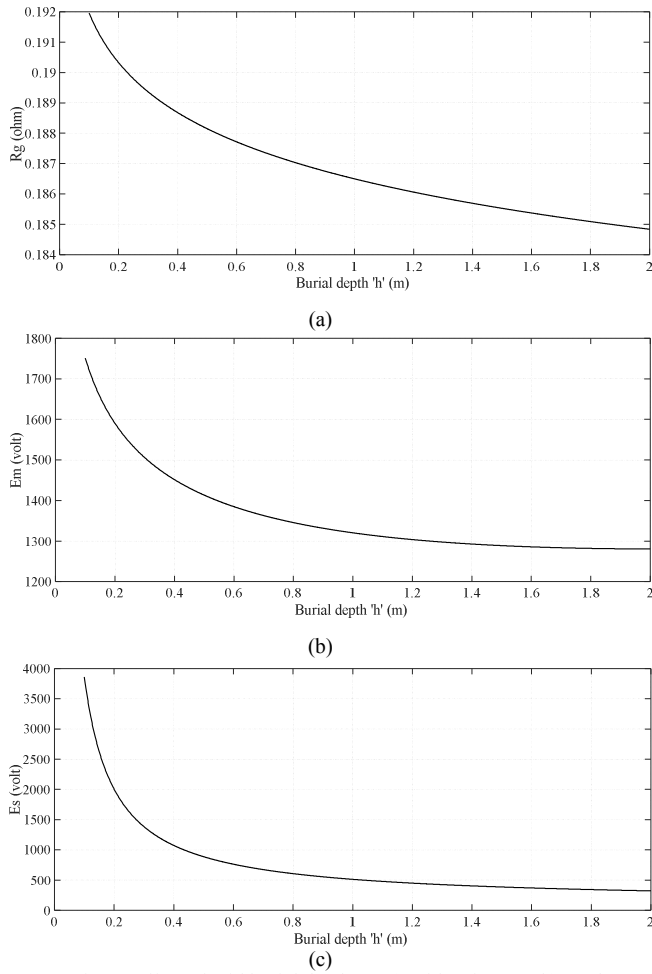 0.192
0.191
0.19
0.189
0.188
0.187
0.186
0.185
0.184
Rg (ohm)
0 0.2 0.4 0.6 0.8 1 1.2 1.4 1.6 1.8 2
Burial depth 'h' (m)
(a)
1800
1700
1600
1500
1400
1300
1200
Em (volt)
0 0.2 0.4 0.6 0.8 1 1.2 1.4 1.6 1.8 2
Burial depth 'h' (m)
(b)
4000
3500
3000
2500
2000
1500
1000
500
0
Es (volt)
0 0.2 0.4 0.6 0.8 1 1.2 1.4 1.6 1.8 2
Burial depth 'h' (m)
(c)